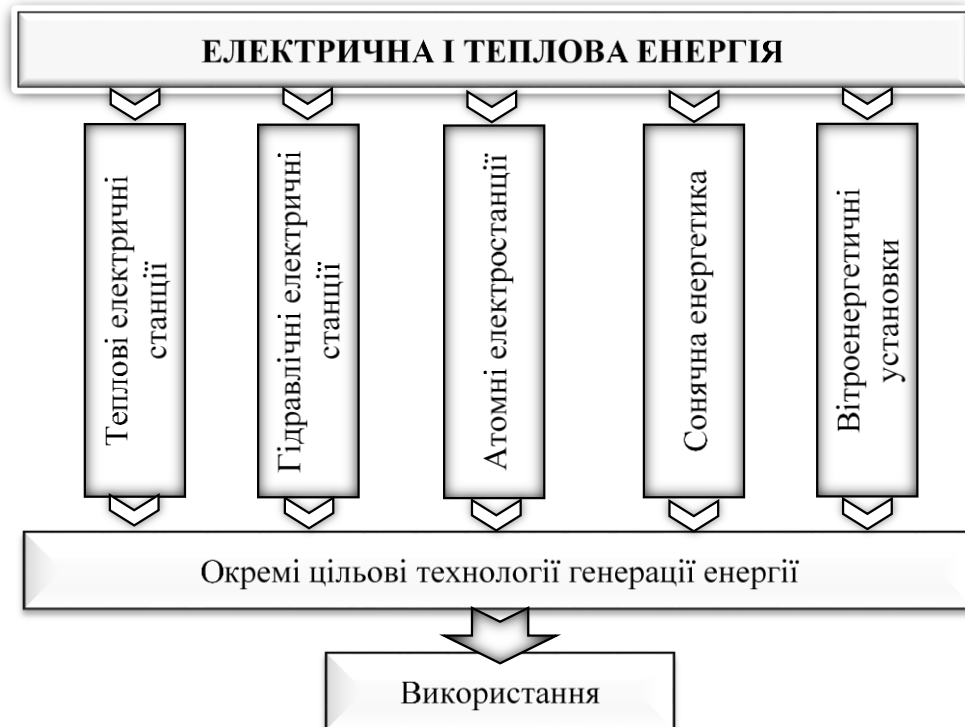 ЕЛЕКТРИЧНА І ТЕПЛОВА ЕНЕРГІЯ
Теплові електричні
станції
Гідравлічні електричні
станції
Атомні електростанції
Сонячна енергетика
Вітроенергетичні
установки
Окремі цільові технології генерації енергії
Використання